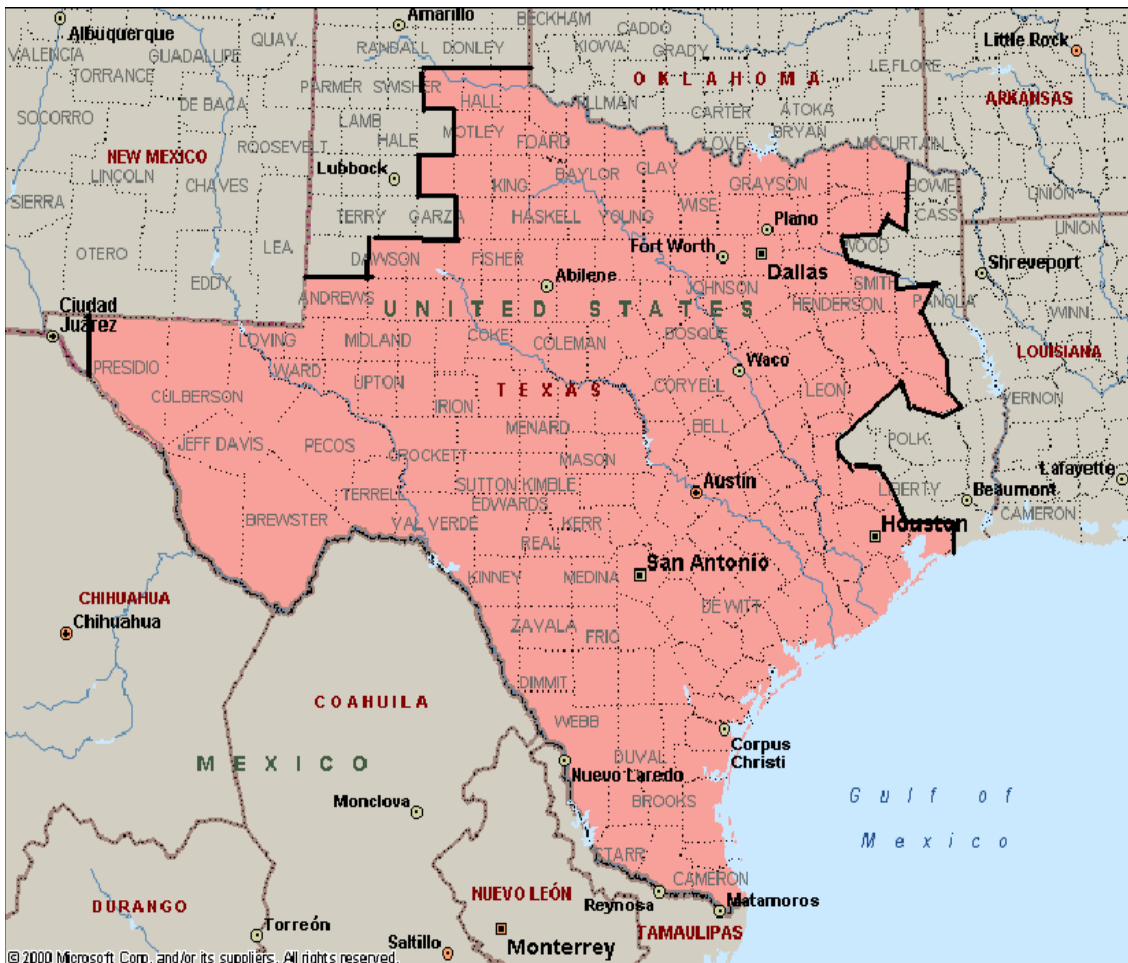 Amarillo
Albuquerque
BECKHAM
CADDO
QUAY
VALENCIA
GUADALUPE
RANDALL DONLEY
KIOWA
GRADY
Little Rock
TORRANCE
OKLAHOMA
LE FLORE
PARMER SWISHER
HALL
TILLMAN
ARKANSAS
DE BACA
SOCORRO
LAMB
CARTER
ATOKA
MOTLEY
BRYAN
HALE
FOARD
LOVE
MCCURTAIN
ROOSEVELT
NEW MEXICO
LINCOLN
Lubbock
CHAVES
KING
BAYLOR
CLAY
GRAYSON
BOWIE
UNION
SIERRA
TERRY
GARZA
HASKELL
YOUNG
WISE
CASS
Plano
UNION
OTERO
LEA
DAWSON
FISHER
Fort Worth
Dallas
WOOD
Shreveport
EDDY
Abilene
JOHNSON
SMITH
ANDREWS
HENDERSON
PANOLA
Ciudad
Juárez
UNITED STATES
WINN
LOVING
MIDLAND
COKE
COLEMAN
BOSQUE
LOUISIANA
PRESIDIO
WARD
Waco
UPTON
TEXAS
CORYELL
LEON
CULBERSON
IRION
VERNON
MENARD
BELL
JEFF DAVIS
PECOS
CROCKETT
POLK
MASON
Lafayette
TERRELL
SUTTON KIMBLE
Austin
LIBERTY
Beaumont
EDWARDS
CAMERON
BREWSTER
VAL VERDE
KERR
Houston
REAL
San Antonio
KINNEY
MEDINA
CHIHUAHUA
DE WITT
Chihuahua
ZAVALA
FRIO
DIMMIT
COAHUILA
WEBB
Corpus
Christi
MEXICO
DUVAL
Nuevo Laredo
Monclova
BROOKS
Gulf of
Mexico
STARR
CAMERON
NUEVO LEÓN
DURANGO
Reynosa
Matamoros
Torreón
TAMAULIPAS
Saltillo
Monterrey
© 2000 Microsoft Corp. and/or its suppliers. All rights reserved.